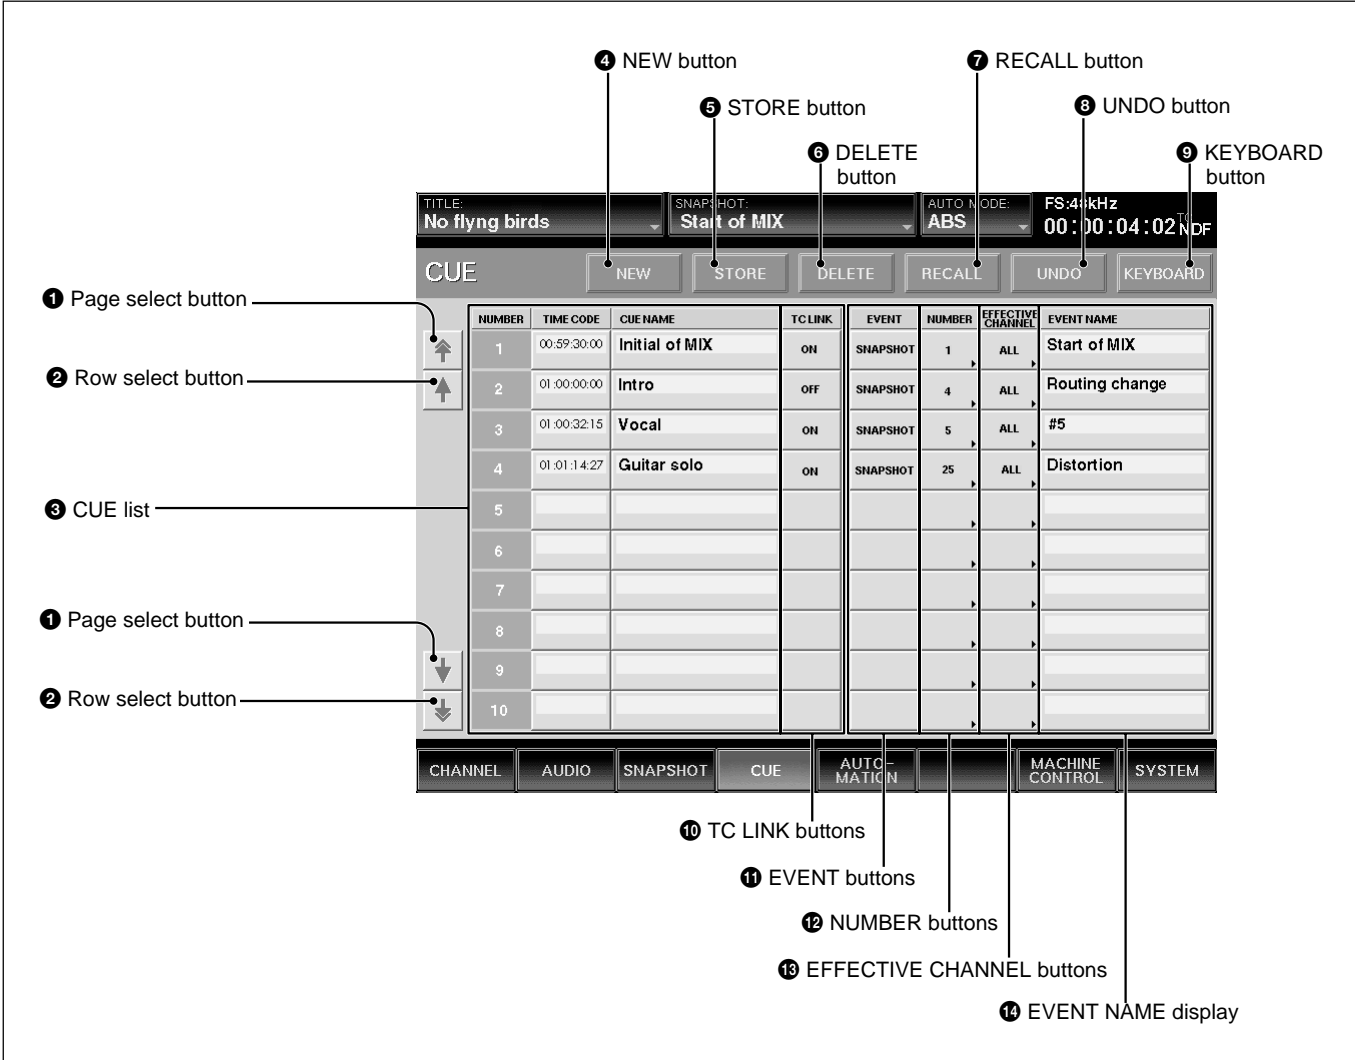 ❹ NEW button
❼ RECALL button
❺ STORE button
❽ UNDO button
❻ DELETE
button
❾ KEYBOARD
button
TITLE:
No flyng birds
SNAPSHOT:
Start of MIX
AUTO MODE:
ABS
FS:48kHz
00:00:04:02 TC NDF
CUE
NEW
STORE
DELETE
RECALL
UNDO
KEYBOARD
❶ Page select button
❷ Row select button
❸ CUE list
❶ Page select button
❷ Row select button
NUMBER TIME CODE CUE NAME TC LINK EVENT NUMBER EFFECTIVE CHANNEL EVENT NAME
1 00:59:30:00 Initial of MIX ON SNAPSHOT 1 ALL Start of MIX
2 01:00:00:00 Intro OFF SNAPSHOT 4 ALL Routing change
3 01:00:32:15 Vocal ON SNAPSHOT 5 ALL #5
4 01:01:14:27 Guitar solo ON SNAPSHOT 25 ALL Distortion
5
6
7
8
9
10
CHANNEL
AUDIO
SNAPSHOT
CUE
AUTO-
MATION
MACHINE
CONTROL
SYSTEM
❿ TC LINK buttons
⓫ EVENT buttons
⓬ NUMBER buttons
⓭ EFFECTIVE CHANNEL buttons
⓮ EVENT NAME display